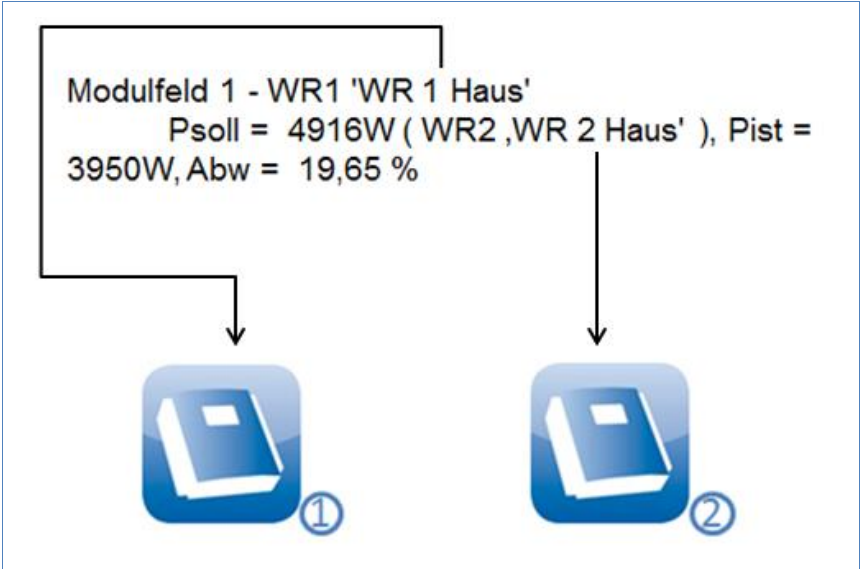 Modulfeld 1 - WR1 'WR 1 Haus'
Psoll = 4916W ( WR2 ,WR 2 Haus' ), Pist =
3950W, Abw = 19,65 %
① ②